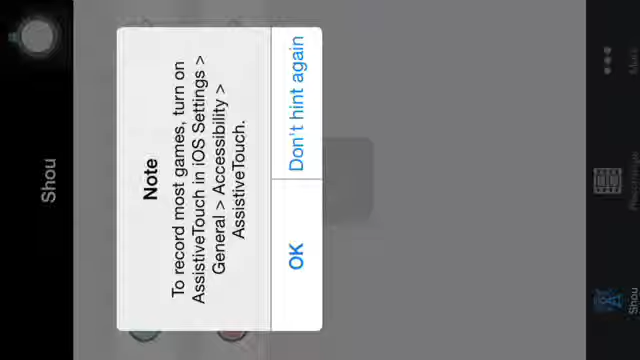 Shou
Note
To record most games, turn on
AssistiveTouch in iOS Settings >
General > Accessibility >
AssistiveTouch.
OK
Don't hint again
Shou